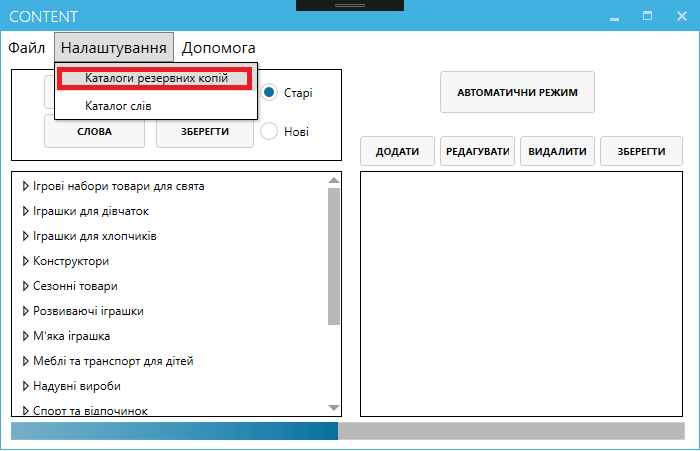 CONTENT
Файл Налаштування Допомога
Каталоги резервних копій
Каталог слів
Старі
СЛОВА ЗБЕРЕГТИ Нові
АВТОМАТИЧНИ РЕЖИМ
ДОДАТИ РЕДАГУВАТИ ВИДАЛИТИ ЗБЕРЕГТИ
Ігрові набори товари для свята
Іграшки для дівчаток
Іграшки для хлопчиків
Конструктори
Сезонні товари
Розвиваючі іграшки
М'яка іграшка
Меблі та транспорт для дітей
Надувні вироби
Спорт та відпочинок